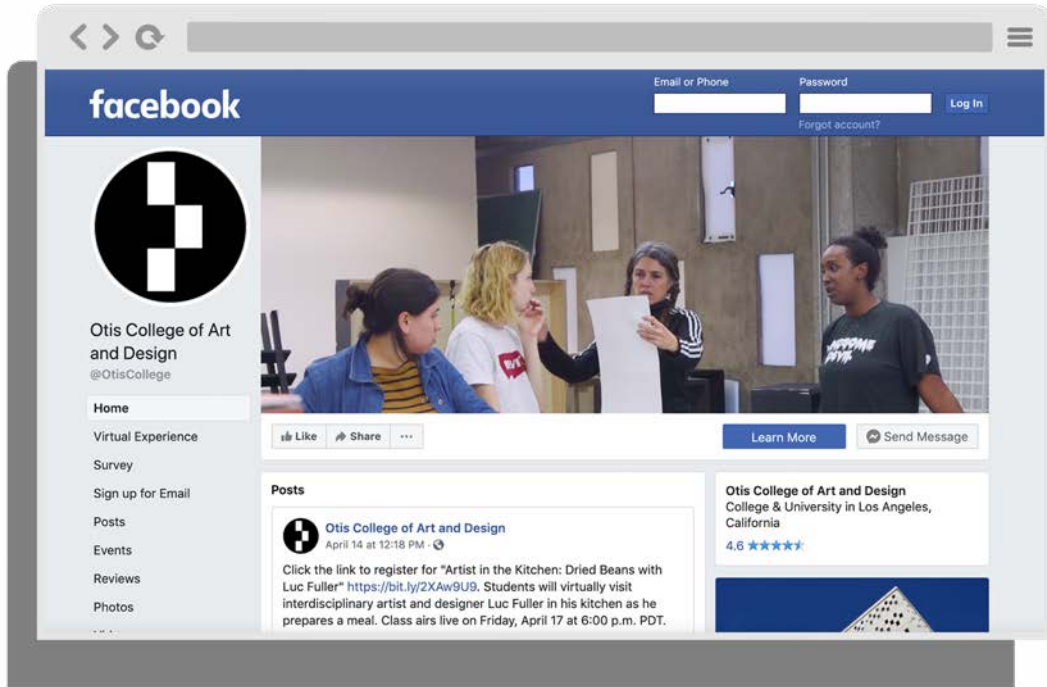 facebook
Email or Phone
Password
Log In
Forgot account?
Otis College of Art
and Design
@OtisCollege
Home
Virtual Experience
Survey
Sign up for Email
Posts
Events
Reviews
Photos
Like
Share
Learn More
Send Message
Posts
Otis College of Art and Design
April 14 at 12:18 PM ·
Click the link to register for "Artist in the Kitchen: Dried Beans with
Luc Fuller" https://bit.ly/2XAw9U9. Students will virtually visit
interdisciplinary artist and designer Luc Fuller in his kitchen as he
prepares a meal. Class airs live on Friday, April 17 at 6:00 p.m. PDT.
Otis College of Art and Design
College & University in Los Angeles,
California
4.6